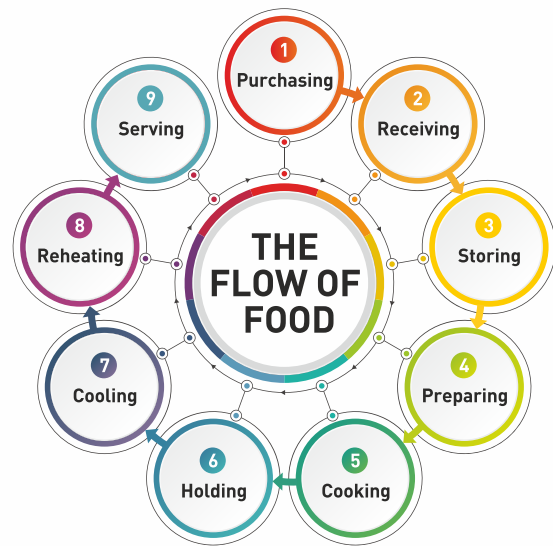 THE
FLOW OF
FOOD
1
Purchasing
2
Receiving
3
Storing
4
Preparing
5
Cooking
6
Holding
7
Cooling
8
Reheating
9
Serving